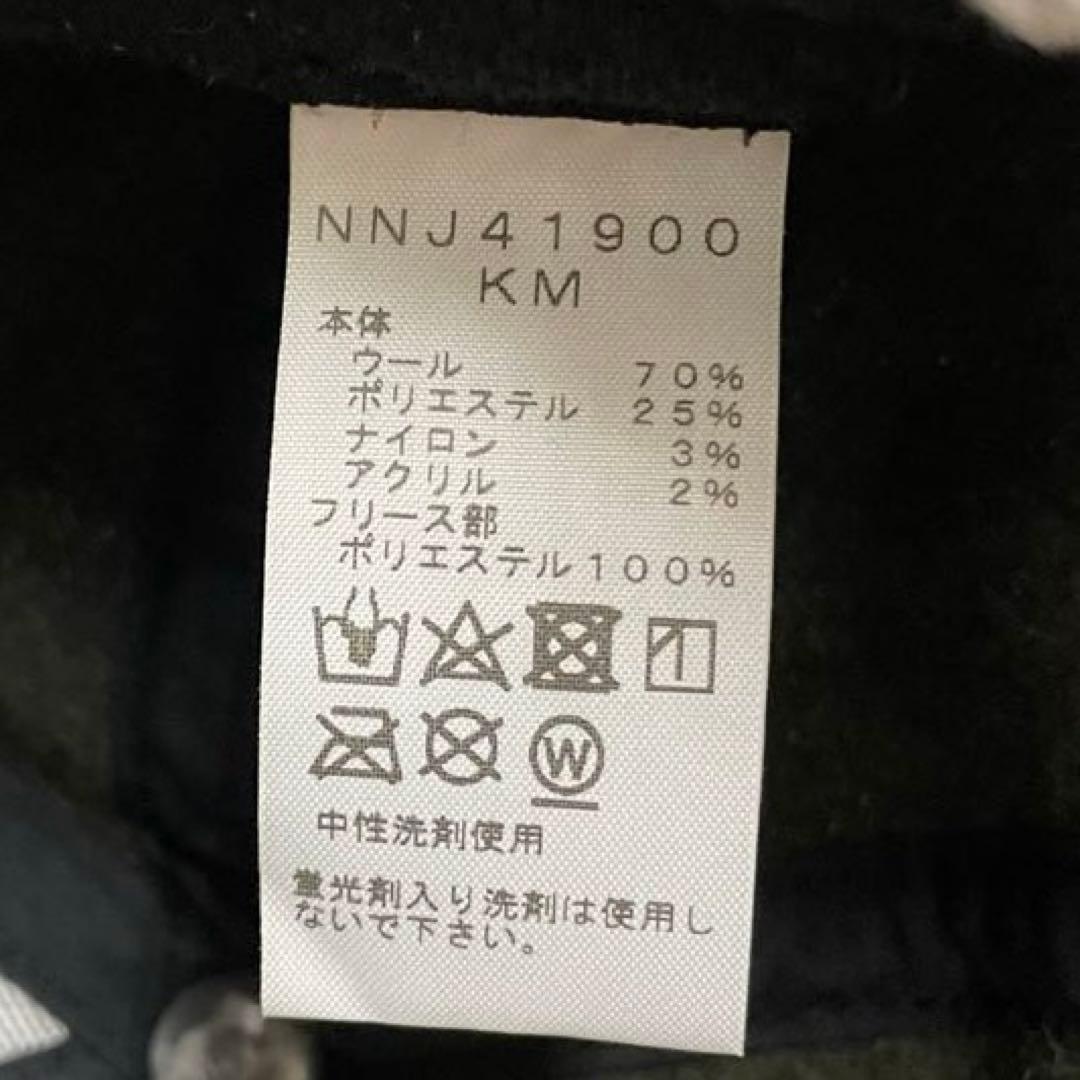 NNJ41900
KM
本体
ウール 70%
ポリエステル 25%
ナイロン 3%
アクリル 2%
フリース部
ポリエステル100%
W
中性洗剤使用
蛍光剤入り洗剤は使用し
ないで下さい。